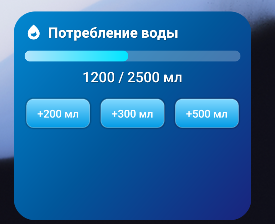 Потребление воды
1200 / 2500 мл
+200 мл +300 мл +500 мл